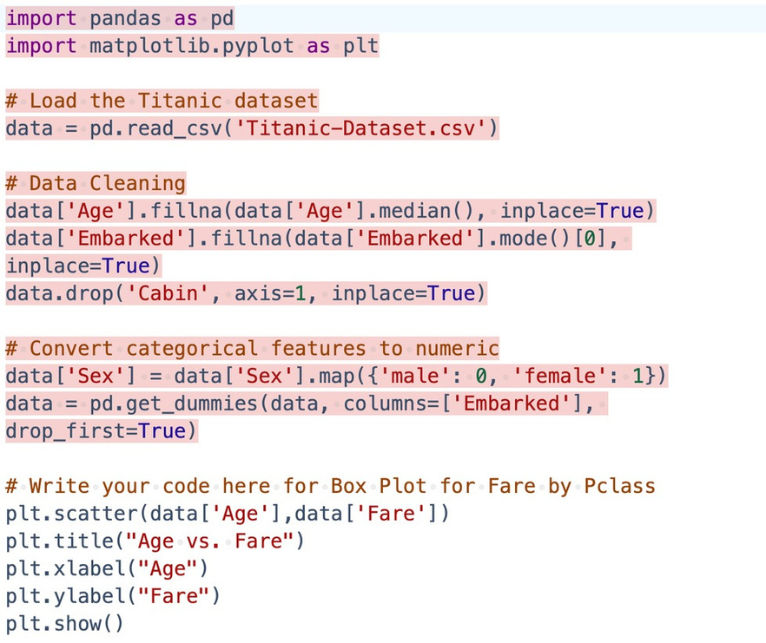 import pandas as pd
import matplotlib.pyplot as plt
# Load the Titanic dataset
data = pd.read_csv('Titanic-Dataset.csv')
# Data Cleaning
data['Age'].fillna(data['Age'].median(), inplace=True)
data['Embarked'].fillna(data['Embarked'].mode()[0],
inplace=True)
data.drop('Cabin', axis=1, inplace=True)
# Convert categorical features to numeric
data['Sex'] = data['Sex'].map({'male': 0, 'female': 1})
data = pd.get_dummies(data, columns=['Embarked'],
drop_first=True)
# Write your code here for Box Plot for Fare by Pclass
plt.scatter(data['Age'],data['Fare'])
plt.title("Age vs. Fare")
plt.xlabel("Age")
plt.ylabel("Fare")
plt.show()